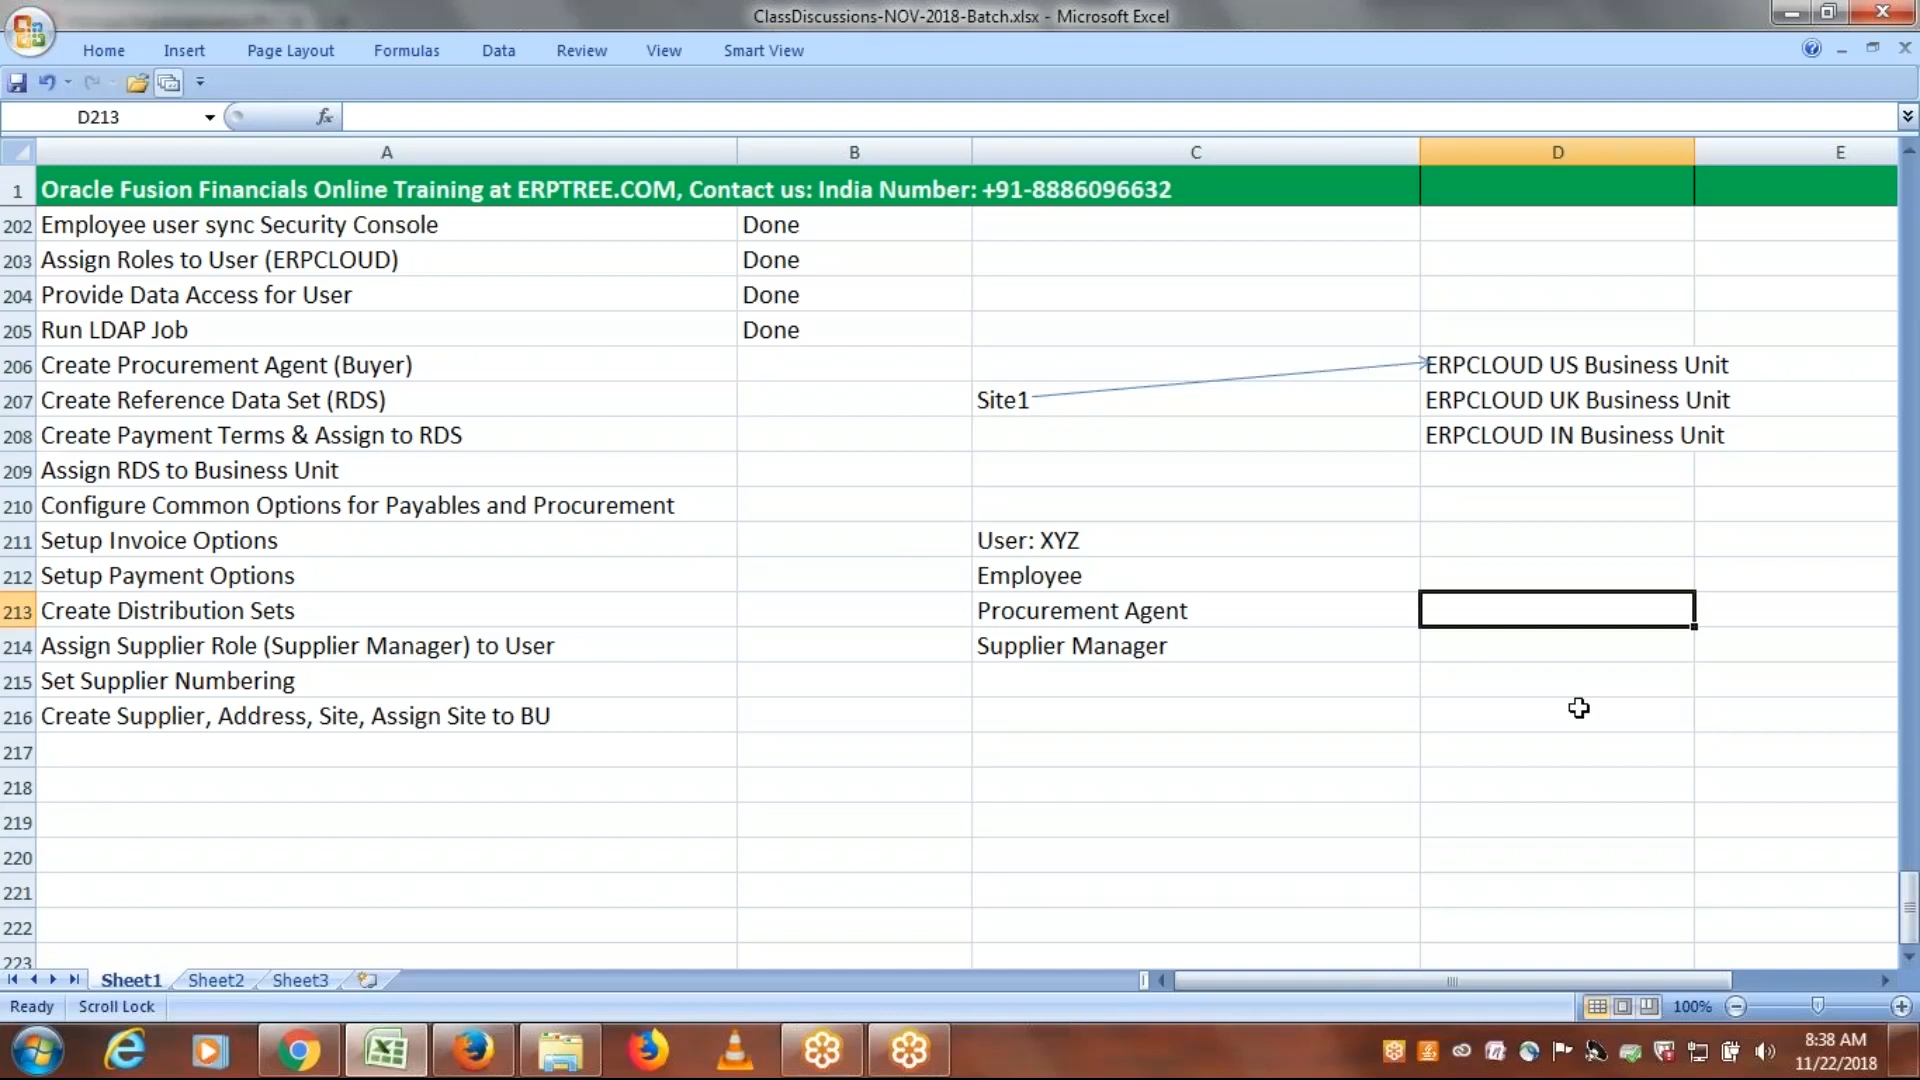 ClassDiscussions-NOV-2018-Batch.xlsx - Microsoft Excel
Home Insert Page Layout Formulas Data Review View Smart View
D213 fx
A B C D E
1 Oracle Fusion Financials Online Training at ERPTREE.COM, Contact us: India Number: +91-8886096632
202 Employee user sync Security Console Done
203 Assign Roles to User (ERPCLOUD) Done
204 Provide Data Access for User Done
205 Run LDAP Job Done
206 Create Procurement Agent (Buyer) ERPCLOUD US Business Unit
207 Create Reference Data Set (RDS) Site1 ERPCLOUD UK Business Unit
208 Create Payment Terms & Assign to RDS ERPCLOUD IN Business Unit
209 Assign RDS to Business Unit
210 Configure Common Options for Payables and Procurement
211 Setup Invoice Options User: XYZ
212 Setup Payment Options Employee
213 Create Distribution Sets Procurement Agent
214 Assign Supplier Role (Supplier Manager) to User Supplier Manager
215 Set Supplier Numbering
216 Create Supplier, Address, Site, Assign Site to BU
217
218
219
220
221
222
223
Sheet1 Sheet2 Sheet3
Ready Scroll Lock 100%
8:38 AM
11/22/2018